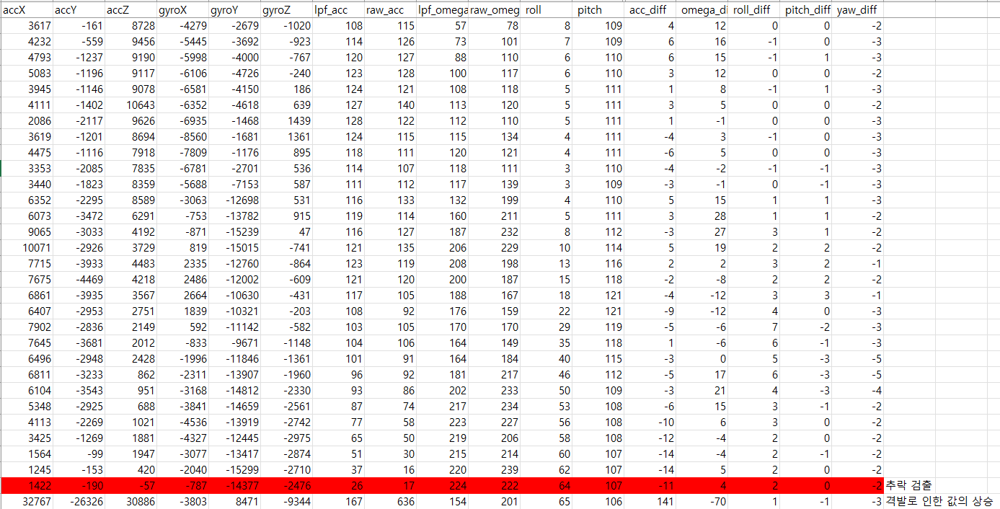 accX accY accZ gyroX gyroY gyroZ lpf_acc raw_acc lpf_omega raw_omeg roll pitch acc_diff omega_di roll_diff pitch_diff yaw_diff
3617 -161 8728 -4279 -2679 -1020 108 115 57 78 8 109 4 12 0 0 -2
4232 -559 9456 -5445 -3692 -923 114 126 73 101 7 109 6 16 -1 0 -3
4793 -1237 9190 -5998 -4000 -767 120 127 88 110 6 110 6 15 -1 1 -3
5083 -1196 9117 -6106 -4726 -240 123 128 100 117 6 110 3 12 0 0 -2
3945 -1146 9078 -6581 -4150 186 124 121 108 118 5 111 1 8 -1 1 -3
4111 -1402 10643 -6352 -4618 639 127 140 113 120 5 111 3 5 0 0 -2
2086 -2117 9626 -6935 -1468 1439 128 122 112 110 5 111 1 -1 0 0 -3
3619 -1201 8694 -8560 -1681 1361 124 115 115 134 4 111 -4 3 -1 0 -3
4475 -1116 7918 -7809 -1176 895 118 111 120 121 4 111 -6 5 0 0 -3
3353 -2085 7835 -6781 -2701 536 114 107 118 111 3 110 -4 -2 -1 -1 -3
3440 -1823 8359 -5688 -7153 587 111 112 117 139 3 109 -3 -1 0 -1 -3
6352 -2295 8589 -3063 -12698 531 116 133 132 199 4 110 5 15 1 1 -3
6073 -3472 6291 -753 -13782 915 119 114 160 211 5 111 3 28 1 1 -2
9065 -3033 4192 -871 -15239 47 116 127 187 232 8 112 -3 27 3 1 -2
10071 -2926 3729 819 -15015 -741 121 135 206 229 10 114 5 19 2 2 -2
7715 -3933 4483 2335 -12760 -864 123 119 208 198 13 116 2 2 3 2 -1
7675 -4469 4218 2486 -12002 -609 121 120 200 187 15 118 -2 -8 2 2 -2
6861 -3935 3567 2664 -10630 -431 117 105 188 167 18 121 -4 -12 3 3 -1
6407 -2953 2751 1839 -10321 -203 108 92 176 159 22 121 -9 -12 4 0 -3
7902 -2836 2149 592 -11142 -582 103 105 170 170 29 119 -5 -6 7 -2 -3
7645 -3681 2012 -833 -9671 -1148 104 106 164 149 35 118 1 -6 6 -1 -3
6496 -2948 2428 -1996 -11846 -1361 101 91 164 184 40 115 -3 0 5 -3 -5
6811 -3233 862 -2311 -13907 -1960 96 92 181 217 46 112 -5 17 6 -3 -5
6104 -3543 951 -3168 -14812 -2330 93 86 202 233 50 109 -3 21 4 -3 -4
5348 -2925 688 -3841 -14659 -2561 87 74 217 234 53 108 -6 15 3 -1 -2
4113 -2269 1021 -4536 -13919 -2742 77 58 223 227 56 108 -10 6 3 0 -2
3425 -1269 1881 -4327 -12445 -2975 65 50 219 206 58 108 -12 -4 2 0 -2
1564 -99 1947 -3077 -13417 -2874 51 30 215 214 60 107 -14 -4 2 -1 -2
1245 -153 420 -2040 -15299 -2710 37 16 220 239 62 107 -14 5 2 0 -2
1422 -190 -57 -787 -14377 -2476 26 17 224 222 64 107 -11 4 2 0 -2 추락 검출
32767 -26326 30886 -3803 8471 -9344 167 636 154 201 65 106 141 -70 1 -1 -3 격발로 인한 값의 상승